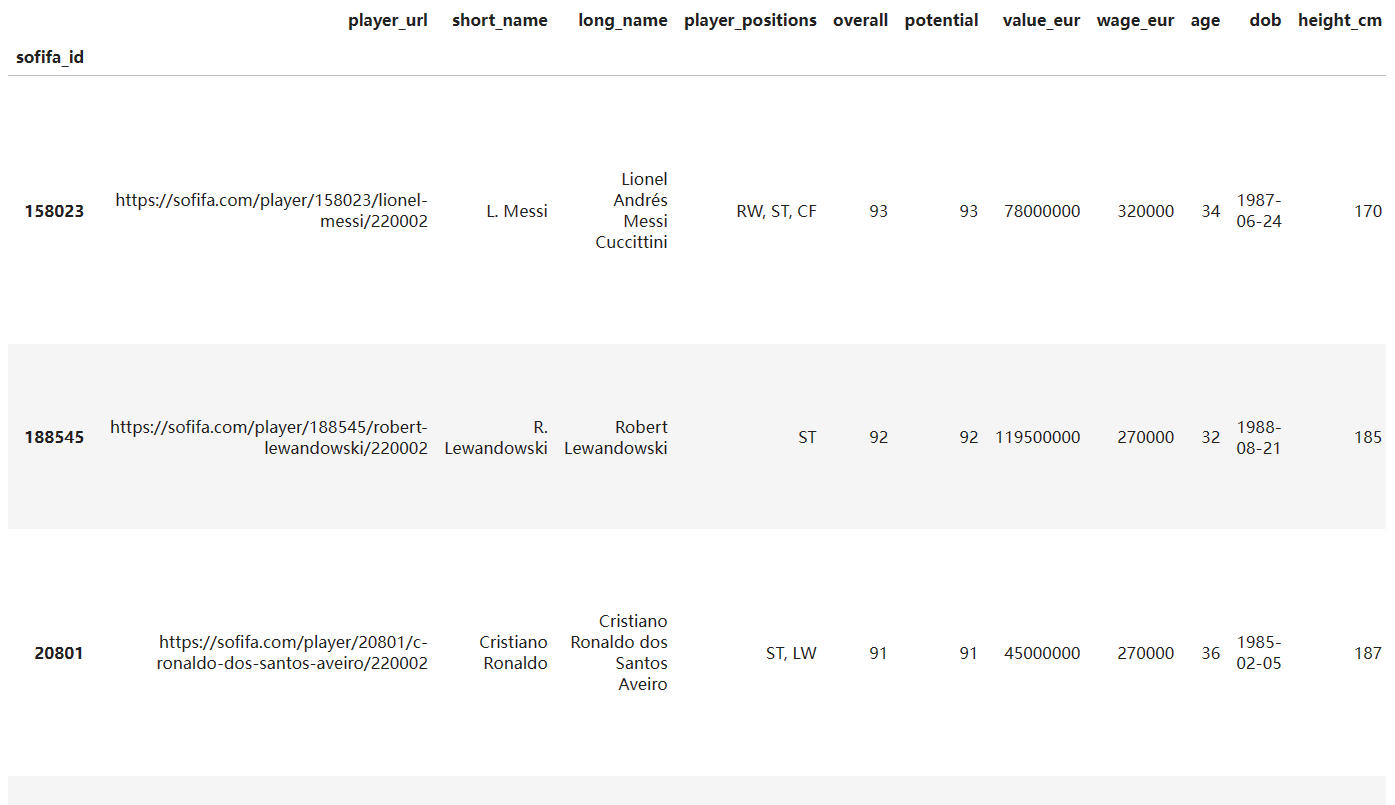 player_url short_name long_name player_positions overall potential value_eur wage_eur age dob height_cm
sofifa_id
158023
https://sofifa.com/player/158023/lionel-
messi/220002
L. Messi
Lionel
Andrés
Messi
Cuccittini
RW, ST, CF
93
93
78000000
320000
34
1987-
06-24
170
188545
https://sofifa.com/player/188545/robert-
lewandowski/220002
R.
Lewandowski
Robert
Lewandowski
ST
92
92
119500000
270000
32
1988-
08-21
185
20801
https://sofifa.com/player/20801/c-
ronaldo-dos-santos-aveiro/220002
Cristiano
Ronaldo
Cristiano
Ronaldo dos
Santos
Aveiro
ST, LW
91
91
45000000
270000
36
1985-
02-05
187